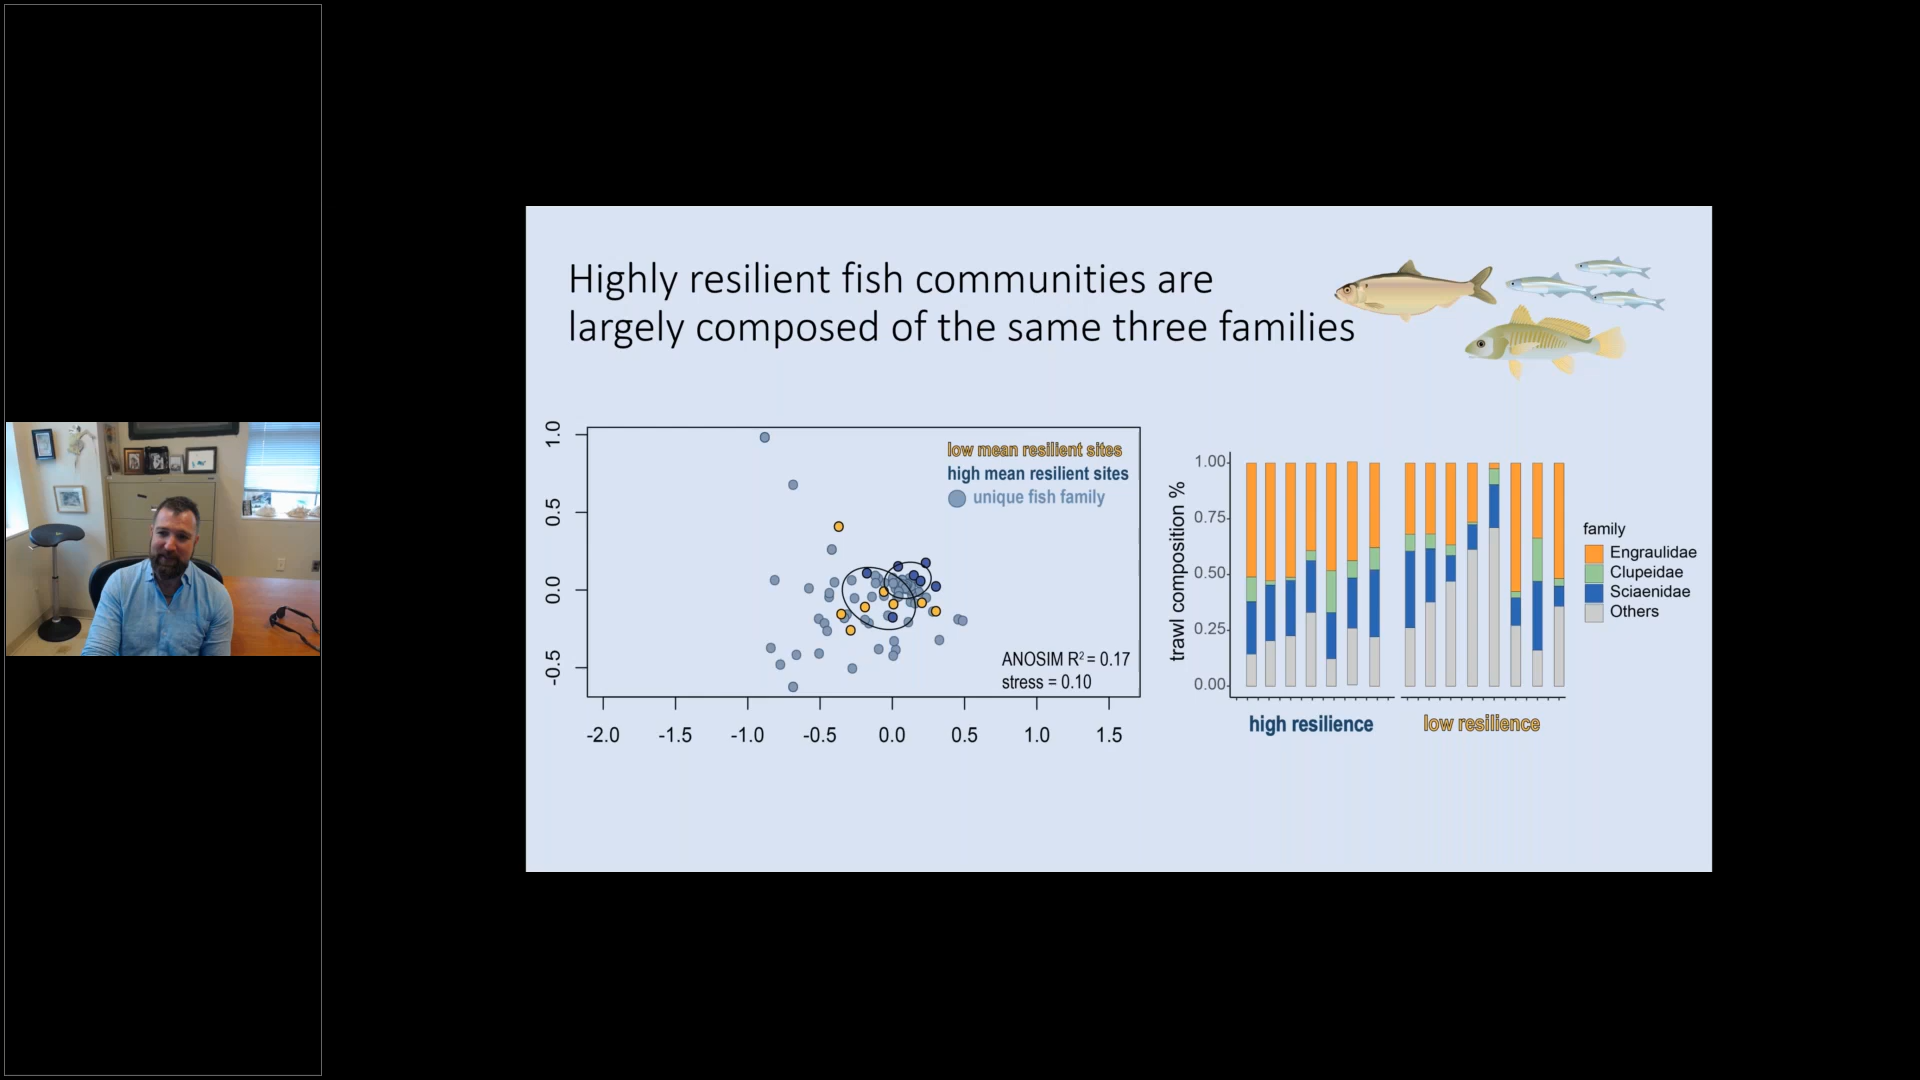 Highly resilient fish communities are
largely composed of the same three families
1.0
0.5
0.0
-0.5
low mean resilient sites
high mean resilient sites
unique fish family
ANOSIM R² = 0.17
stress = 0.10
-2.0 -1.5 -1.0 -0.5 0.0 0.5 1.0 1.5
trawl composition %
1.00
0.75
0.50
0.25
0.00
high resilience low resilience
family
Engraulidae
Clupeidae
Sciaenidae
Others